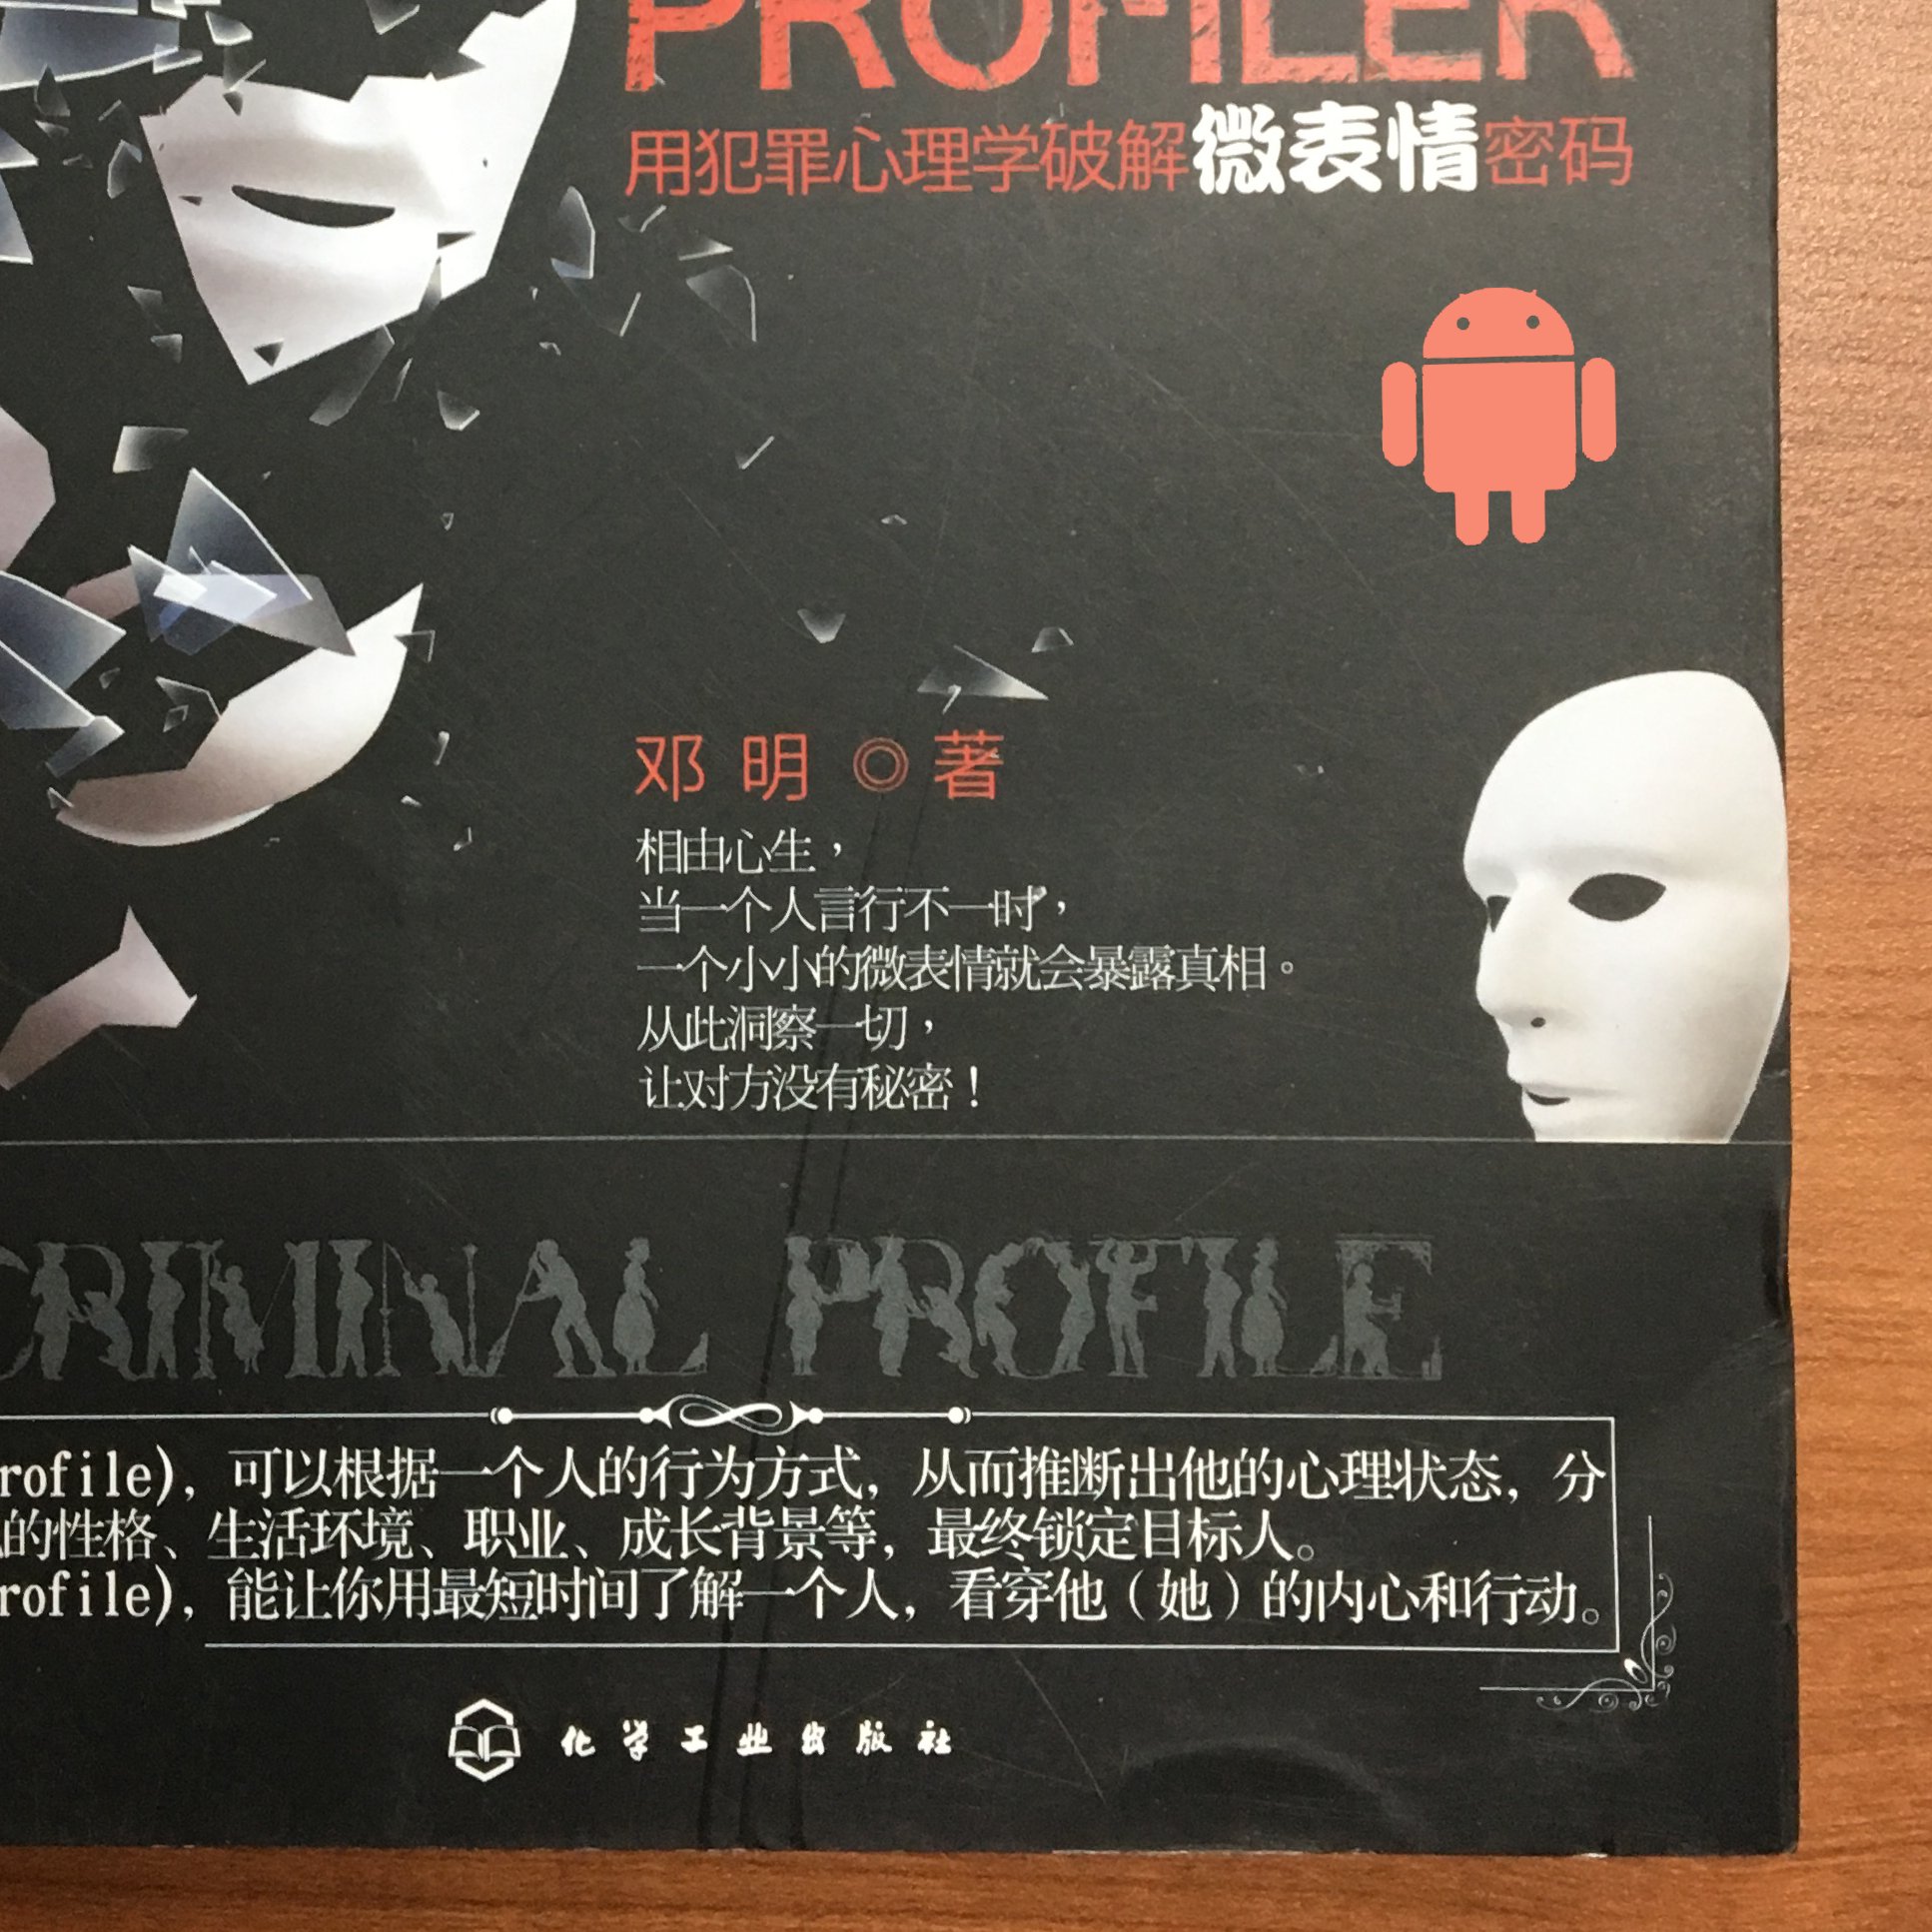 PROFILER
用犯罪心理学破解微表情密码
邓 明 ◎ 著
相由心生，
当一个人言行不一时，
一个小小的微表情就会暴露真相。
从此洞察一切，
让对方没有秘密！
CRIMINAL PROFILE
rofile)，可以根据一个人的行为方式，从而推断出他的心理状态，分
的性格、生活环境、职业、成长背景等，最终锁定目标人。
rofile)，能让你用最短时间了解一个人，看穿他（她）的内心和行动。
化学工业出版社